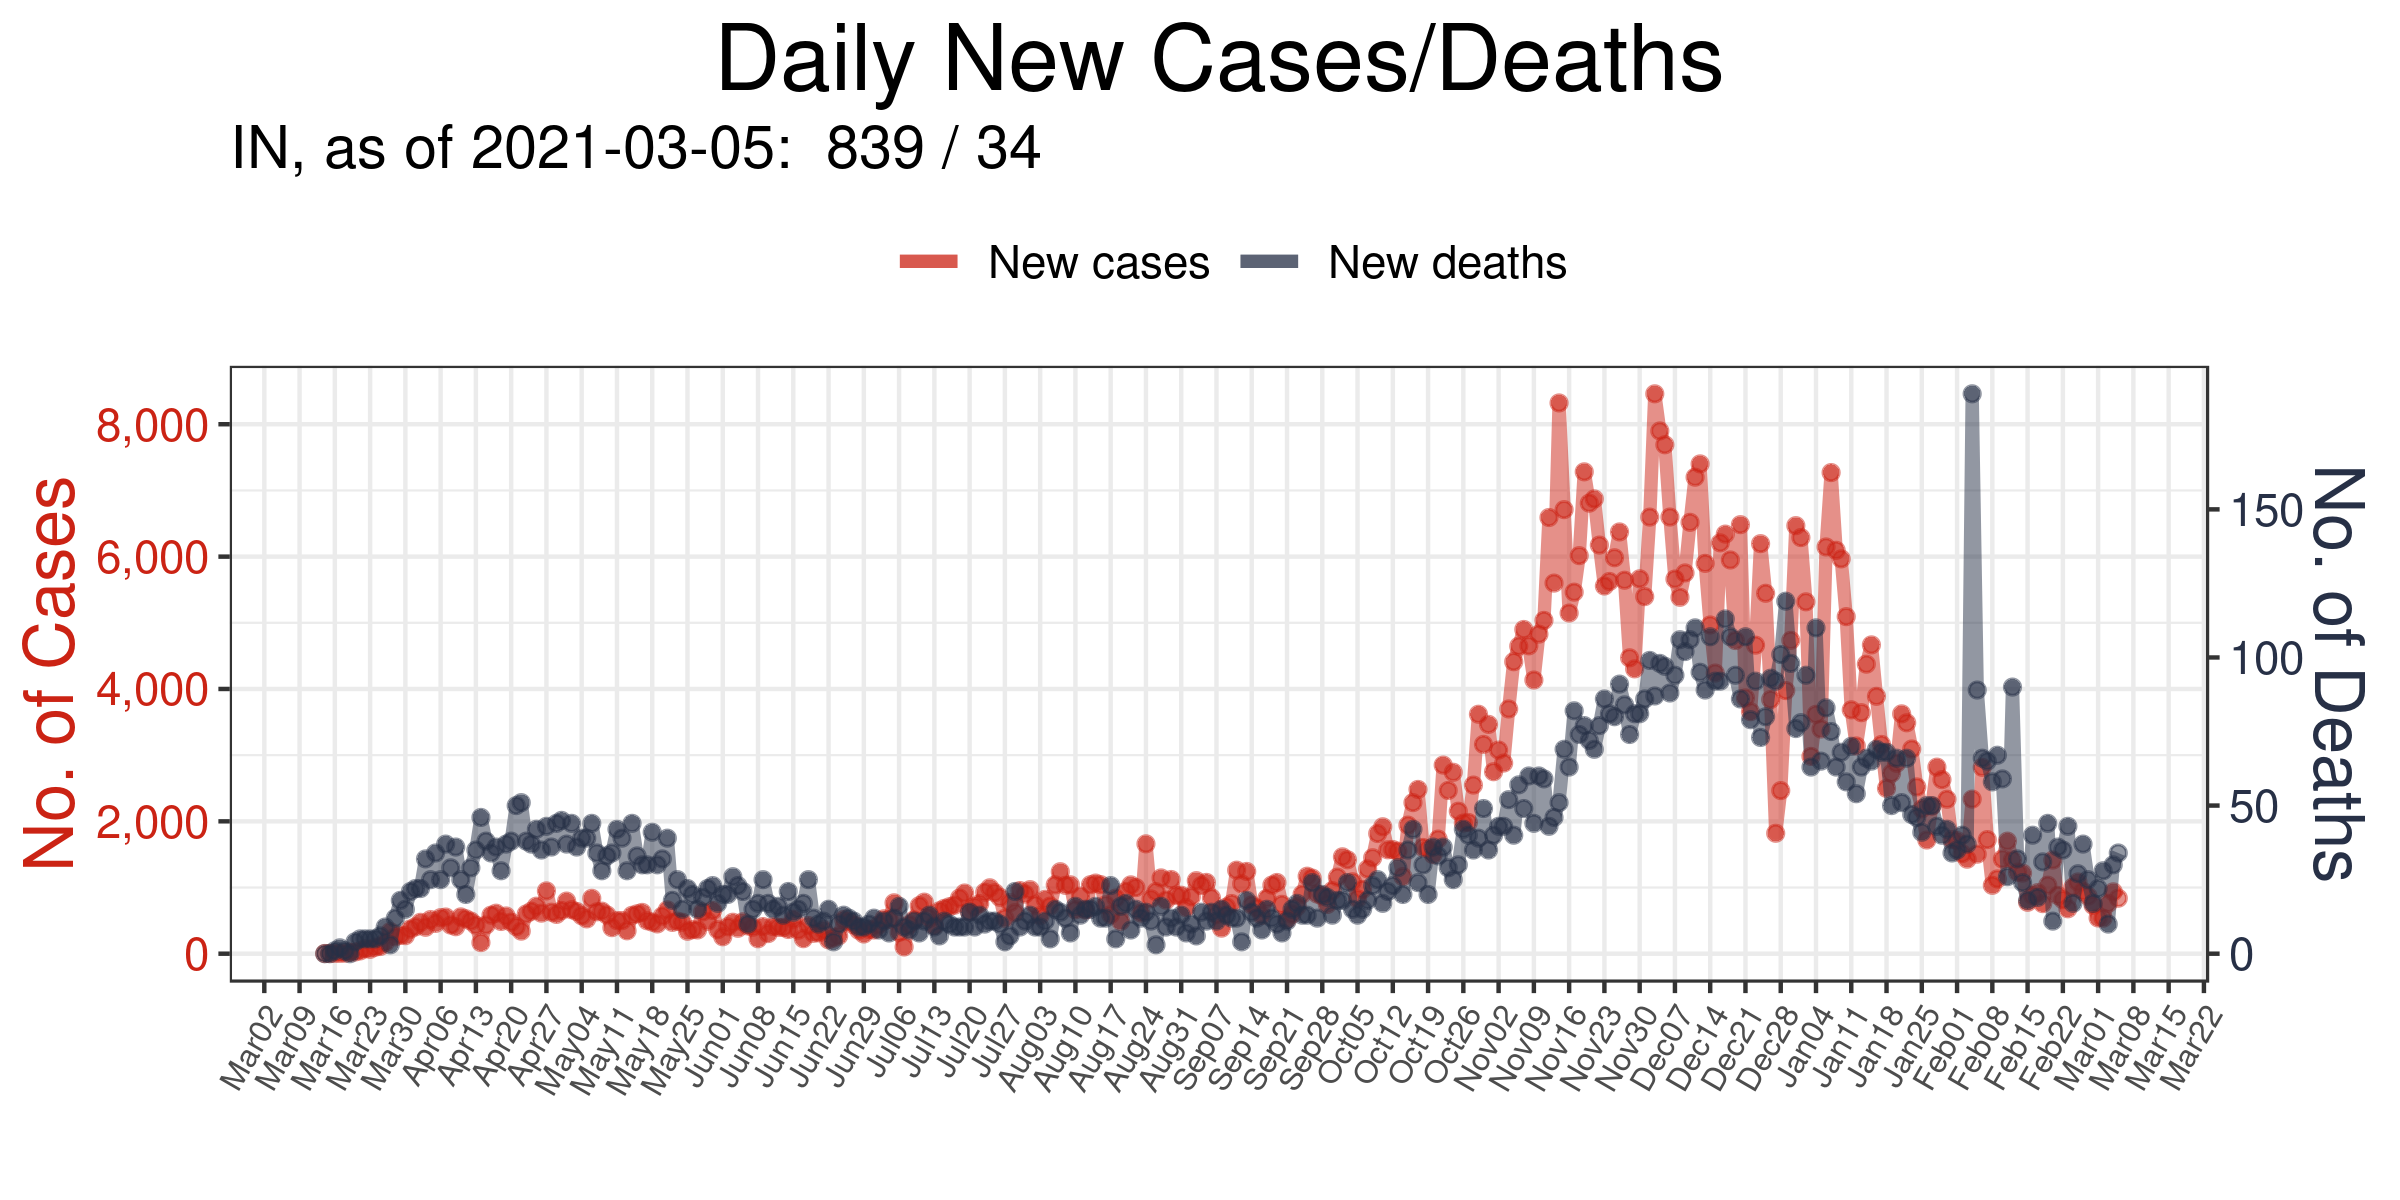 Daily New Cases/Deaths
IN, as of 2021-03-05:  839 / 34
New cases New deaths
No. of Cases
8,000
6,000
4,000
2,000
0
150
100
50
0
No. of Deaths
Mar02 Mar09 Mar16 Mar23 Mar30 Apr06 Apr13 Apr20 Apr27 May04 May11 May18 May25 Jun01 Jun08 Jun15 Jun22 Jun29 Jul06 Jul13 Jul20 Jul27 Aug03 Aug10 Aug17 Aug24 Aug31 Sep07 Sep14 Sep21 Sep28 Oct05 Oct12 Oct19 Oct26 Nov02 Nov09 Nov16 Nov23 Nov30 Dec07 Dec14 Dec21 Dec28 Jan04 Jan11 Jan18 Jan25 Feb01 Feb08 Feb15 Feb22 Mar01 Mar08 Mar15 Mar22